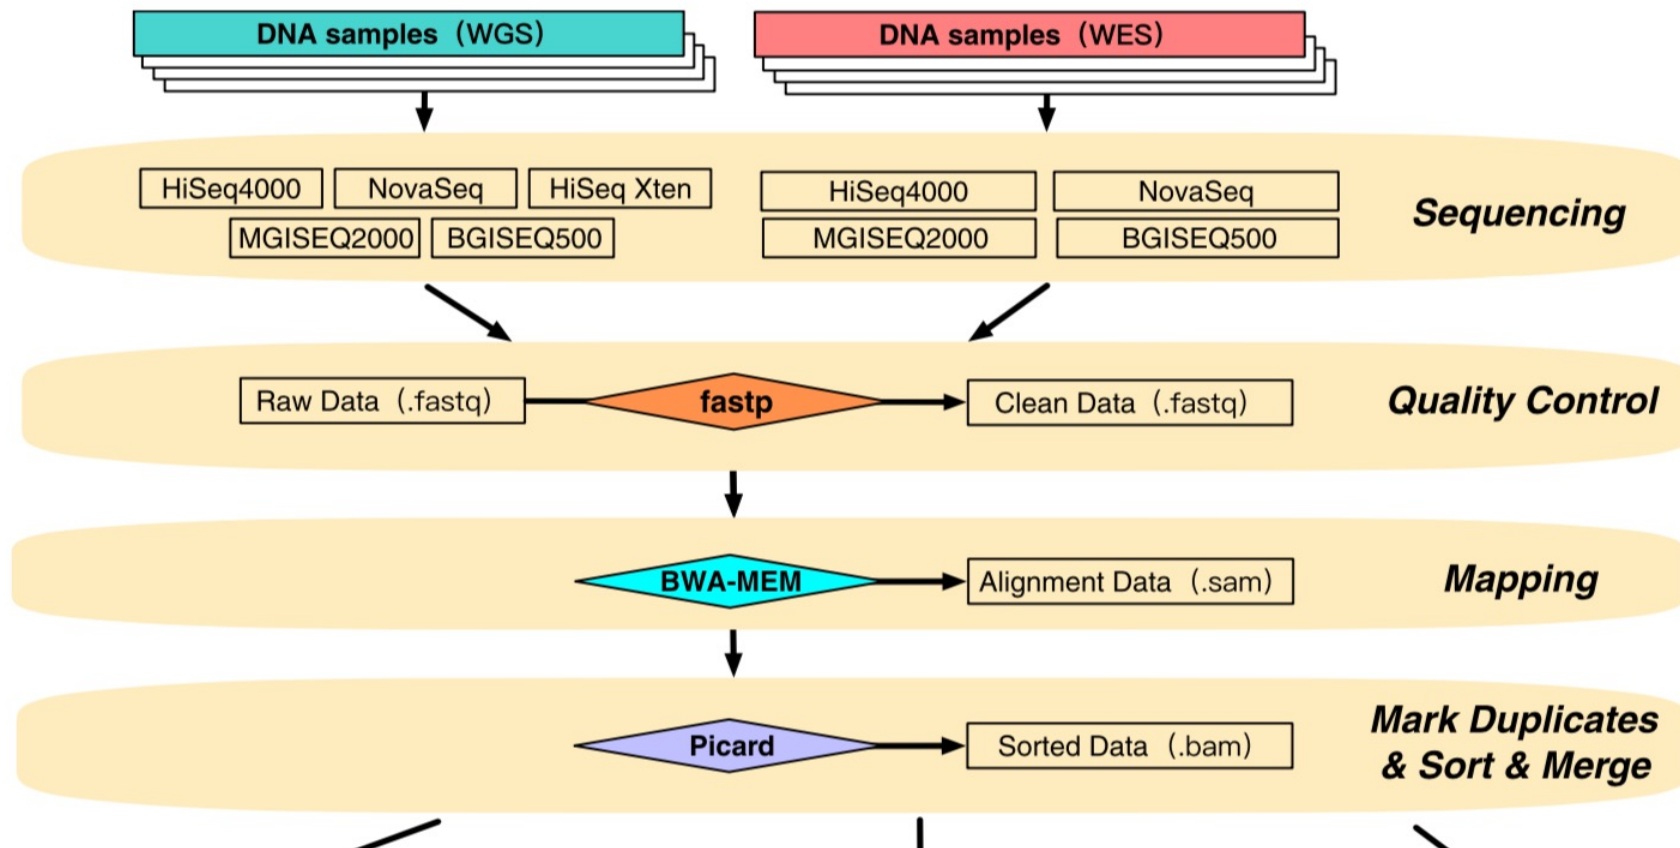 DNA samples（WGS）
DNA samples（WES）
HiSeq4000
NovaSeq
HiSeq Xten
MGISEQ2000
BGISEQ500
HiSeq4000
NovaSeq
MGISEQ2000
BGISEQ500
Sequencing
Raw Data（.fastq）
fastp
Clean Data（.fastq）
Quality Control
BWA-MEM
Alignment Data（.sam）
Mapping
Picard
Sorted Data（.bam）
Mark Duplicates
& Sort & Merge